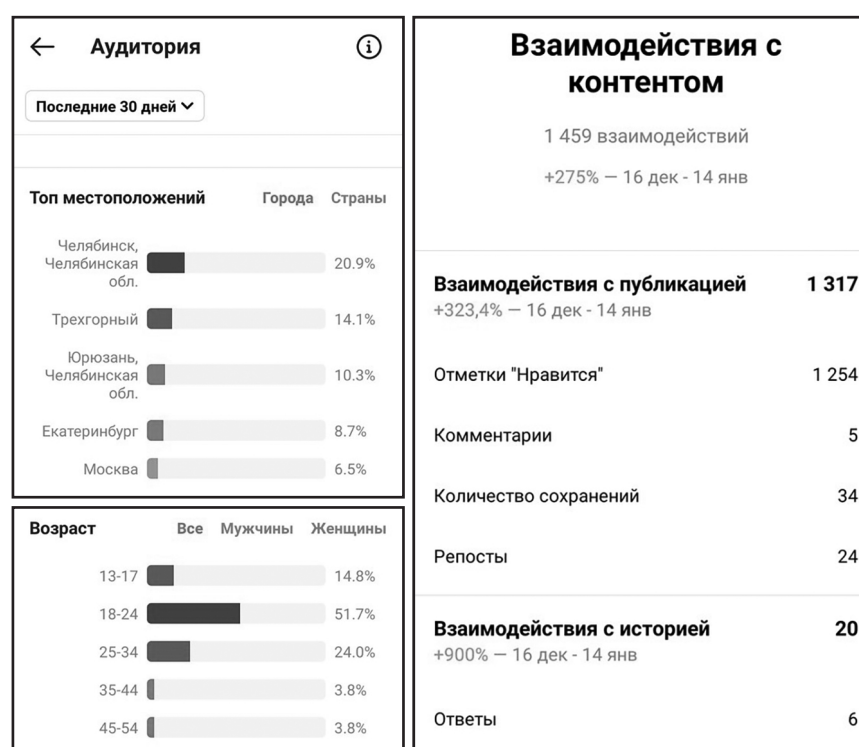 Аудитория
Последние 30 дней
Топ местоположений Города Страны
Челябинск,
Челябинская
обл.
20.9%
Трехгорный 14.1%
Юрюзань,
Челябинская
обл.
10.3%
Екатеринбург 8.7%
Москва 6.5%
Возраст Все Мужчины Женщины
13-17 14.8%
18-24 51.7%
25-34 24.0%
35-44 3.8%
45-54 3.8%
Взаимодействия с
контентом
1 459 взаимодействий
+275% — 16 дек - 14 янв
Взаимодействия с публикацией 1 317
+323,4% — 16 дек - 14 янв
Отметки "Нравится" 1 254
Комментарии 5
Количество сохранений 34
Репосты 24
Взаимодействия с историей 20
+900% — 16 дек - 14 янв
Ответы 6